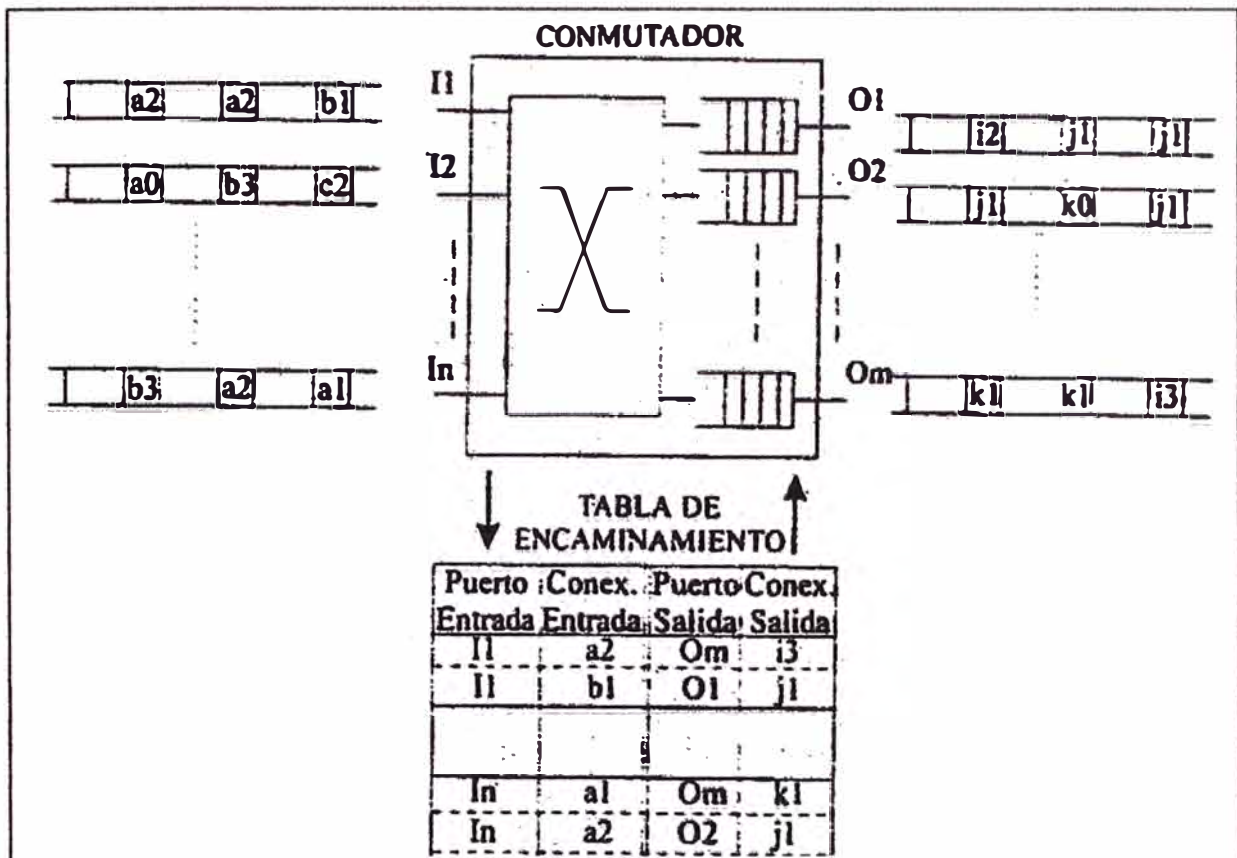 CONMUTADOR
I1
a2 a2 b1
O1
i2 j1 j1
I2
a0 b3 c2
O2
j1 k0 j1
In
b3 a2 a1
Om
k1 k1 i3
TABLA DE
ENCAMINAMIENTO
Puerto Conex. Puerto Conex.
Entrada Entrada Salida Salida
I1 a2 Om i3
I1 b1 O1 j1
In a1 Om k1
In a2 O2 j1